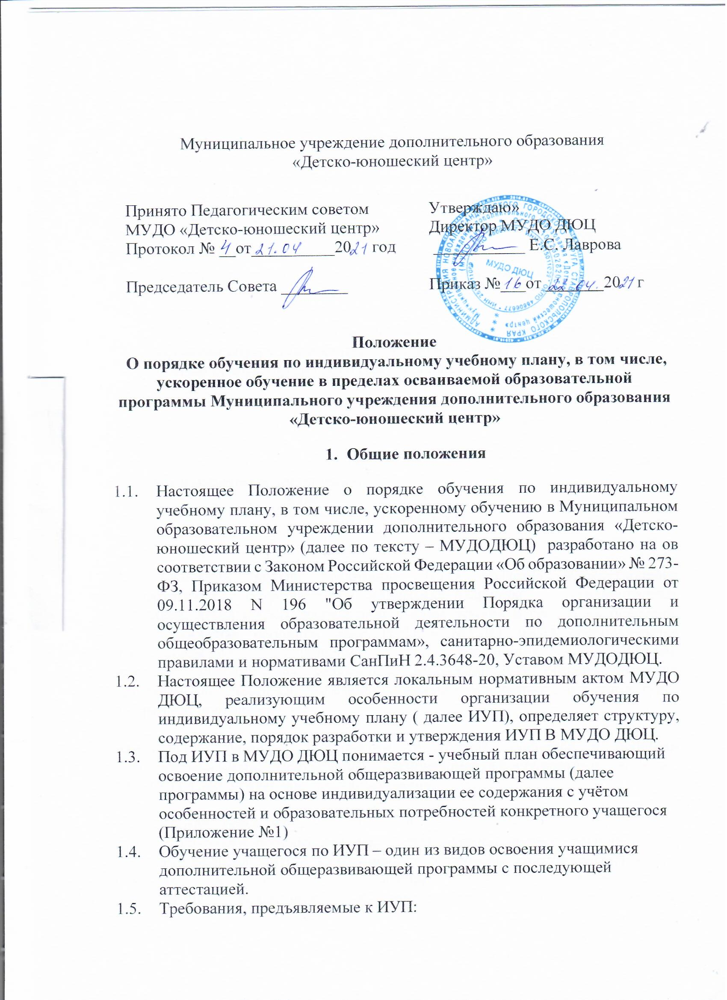 Муниципальное учреждение дополнительного образования
«Детско-юношеский центр»
Принято Педагогическим советом
МУДО «Детско-юношеский центр»
Протокол № 4 от 21.04 2021 год
Председатель Совета
Утверждаю»
Директор МУДО ДЮЦ
Е.С. Лаврова
Приказ № 16 от 22 04. 2021 г
МУДО ДЮЦ
Положение
О порядке обучения по индивидуальному учебному плану, в том числе,
ускоренное обучение в пределах осваиваемой образовательной
программы Муниципального учреждения дополнительного образования
«Детско-юношеский центр»
1. Общие положения
1.1. Настоящее Положение о порядке обучения по индивидуальному
учебному плану, в том числе, ускоренному обучению в Муниципальном
образовательном учреждении дополнительного образования «Детско-
юношеский центр» (далее по тексту – МУДОДЮЦ) разработано на ов
соответствии с Законом Российской Федерации «Об образовании» № 273-
ФЗ, Приказом Министерства просвещения Российской Федерации от
09.11.2018 N 196 "Об утверждении Порядка организации и
осуществления образовательной деятельности по дополнительным
общеобразовательным программам», санитарно-эпидемиологическими
правилами и нормативами СанПиН 2.4.3648-20, Уставом МУДОДЮЦ.
1.2. Настоящее Положение является локальным нормативным актом МУДО
ДЮЦ, реализующим особенности организации обучения по
индивидуальному учебному плану ( далее ИУП), определяет структуру,
содержание, порядок разработки и утверждения ИУП В МУДО ДЮЦ.
1.3. Под ИУП в МУДО ДЮЦ понимается - учебный план обеспечивающий
освоение дополнительной общеразвивающей программы (далее
программы) на основе индивидуализации ее содержания с учётом
особенностей и образовательных потребностей конкретного учащегося
(Приложение №1)
1.4. Обучение учащегося по ИУП – один из видов освоения учащимися
дополнительной общеразвивающей программы с последующей
аттестацией.
1.5. Требования, предъявляемые к ИУП: